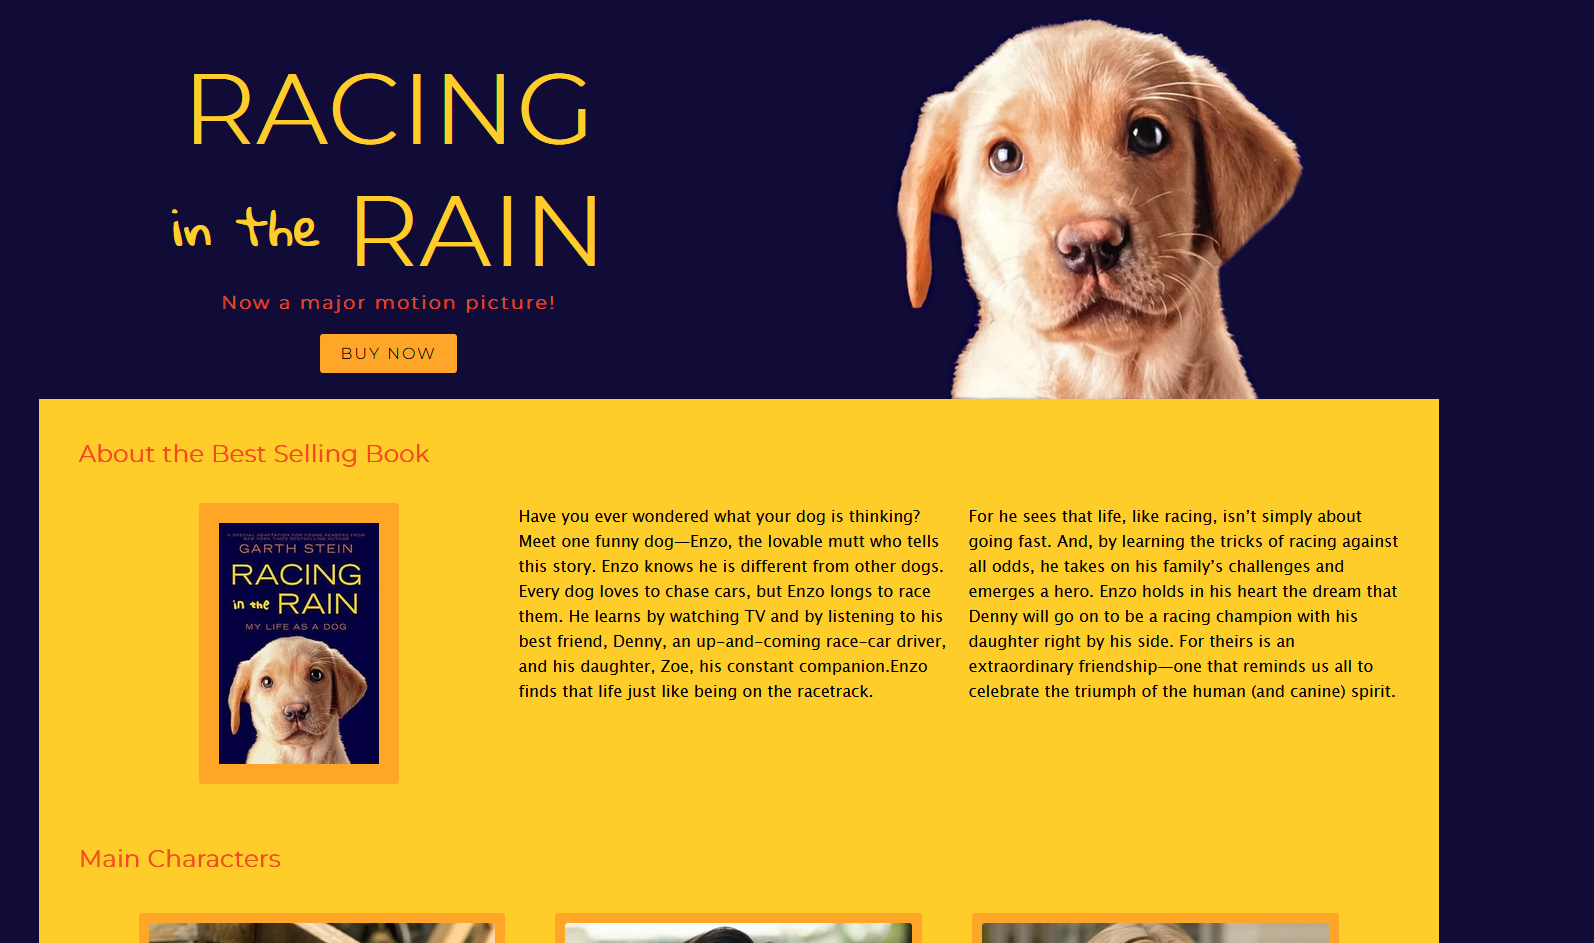 RACING
in the RAIN
Now a major motion picture!
BUY NOW
About the Best Selling Book
A SPECIAL ADAPTATION FOR YOUNG READERS FROM
NEW YORK TIMES BESTSELLING AUTHOR
GARTH STEIN
RACING
in the RAIN
MY LIFE AS A DOG
Have you ever wondered what your dog is thinking?
Meet one funny dog—Enzo, the lovable mutt who tells
this story. Enzo knows he is different from other dogs.
Every dog loves to chase cars, but Enzo longs to race
them. He learns by watching TV and by listening to his
best friend, Denny, an up-and-coming race-car driver,
and his daughter, Zoe, his constant companion.Enzo
finds that life just like being on the racetrack.
For he sees that life, like racing, isn’t simply about
going fast. And, by learning the tricks of racing against
all odds, he takes on his family’s challenges and
emerges a hero. Enzo holds in his heart the dream that
Denny will go on to be a racing champion with his
daughter right by his side. For theirs is an
extraordinary friendship—one that reminds us all to
celebrate the triumph of the human (and canine) spirit.
Main Characters